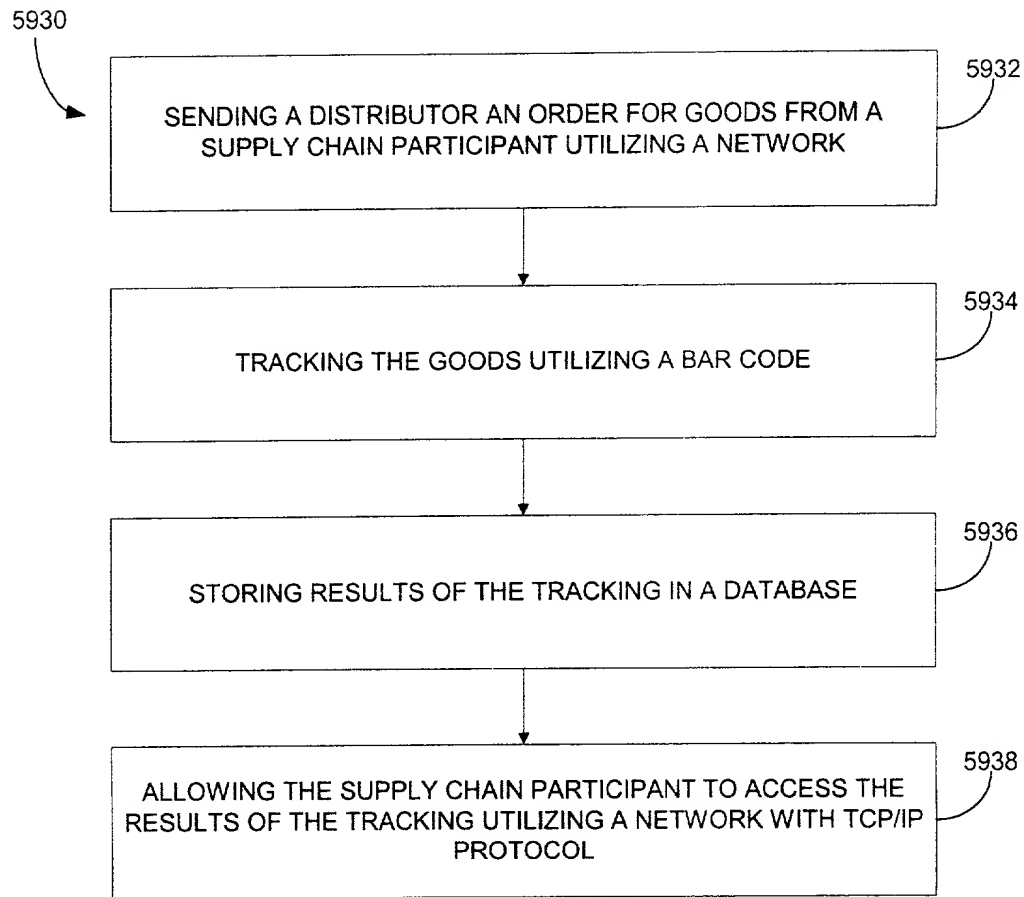 5930
5932
SENDING A DISTRIBUTOR AN ORDER FOR GOODS FROM A
SUPPLY CHAIN PARTICIPANT UTILIZING A NETWORK
5934
TRACKING THE GOODS UTILIZING A BAR CODE
5936
STORING RESULTS OF THE TRACKING IN A DATABASE
5938
ALLOWING THE SUPPLY CHAIN PARTICIPANT TO ACCESS THE
RESULTS OF THE TRACKING UTILIZING A NETWORK WITH TCP/IP
PROTOCOL